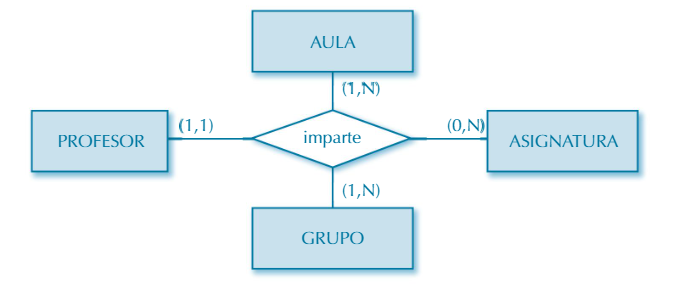 AULA
(1,N)
PROFESOR
(1,1)
imparte
(0,N)
ASIGNATURA
(1,N)
GRUPO